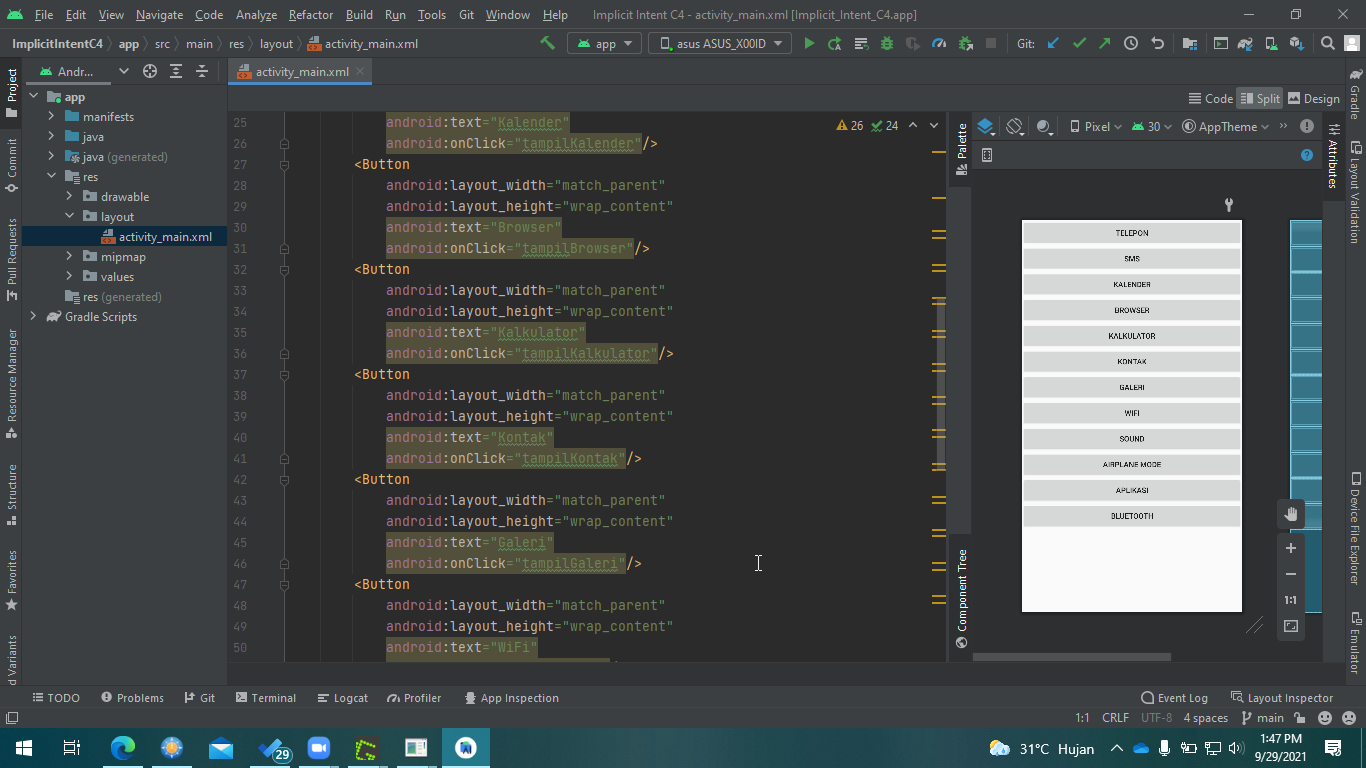 File Edit View Navigate Code Analyze Refactor Build Run Tools Git Window Help Implicit Intent C4 - activity_main.xml [Implicit_Intent_C4.app]
ImplicitIntentC4 app src main res layout activity_main.xml app asus ASUS_X00ID Git:
Andr... activity_main.xml
Code Split Design
Project
Commit
Pull Requests
Resource Manager
Structure
Favorites
d Variants
app
manifests
java
java (generated)
res
drawable
layout
activity_main.xml
mipmap
values
res (generated)
Gradle Scripts
26 24
25 android:text="Kalender"
26 android:onClick="tampilKalender"/>
27 <Button
28 android:layout_width="match_parent"
29 android:layout_height="wrap_content"
30 android:text="Browser"
31 android:onClick="tampilBrowser"/>
32 <Button
33 android:layout_width="match_parent"
34 android:layout_height="wrap_content"
35 android:text="Kalkulator"
36 android:onClick="tampilKalkulator"/>
37 <Button
38 android:layout_width="match_parent"
39 android:layout_height="wrap_content"
40 android:text="Kontak"
41 android:onClick="tampilKontak"/>
42 <Button
43 android:layout_width="match_parent"
44 android:layout_height="wrap_content"
45 android:text="Galeri"
46 android:onClick="tampilGaleri"/>
47 <Button
48 android:layout_width="match_parent"
49 android:layout_height="wrap_content"
50 android:text="WiFi"
Palette
Component Tree
Pixel 30 AppTheme
TELEPON
SMS
KALENDER
BROWSER
KALKULATOR
KONTAK
GALERI
WIFI
SOUND
AIRPLANE MODE
APLIKASI
BLUETOOTH
1:1
Attributes
Gradle
Layout Validation
Device File Explorer
Emulator
TODO Problems Git Terminal Logcat Profiler App Inspection Event Log Layout Inspector
1:1 CRLF UTF-8 4 spaces main
29 31°C Hujan 1:47 PM
9/29/2021